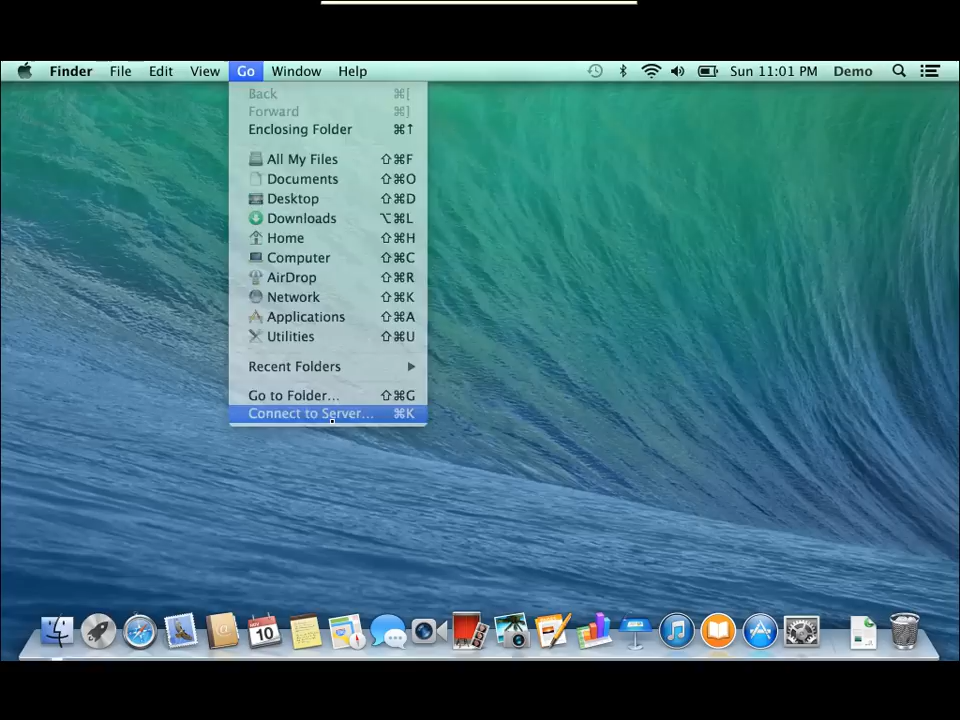 Finder File Edit View Go Window Help Sun 11:01 PM Demo
Back ⌘[
Forward ⌘]
Enclosing Folder ⌘↑
All My Files ⇧⌘F
Documents ⇧⌘O
Desktop ⇧⌘D
Downloads ⌥⌘L
Home ⇧⌘H
Computer ⇧⌘C
AirDrop ⇧⌘R
Network ⇧⌘K
Applications ⇧⌘A
Utilities ⇧⌘U
Recent Folders ▶
Go to Folder... ⇧⌘G
Connect to Server... ⌘K
NOV
10